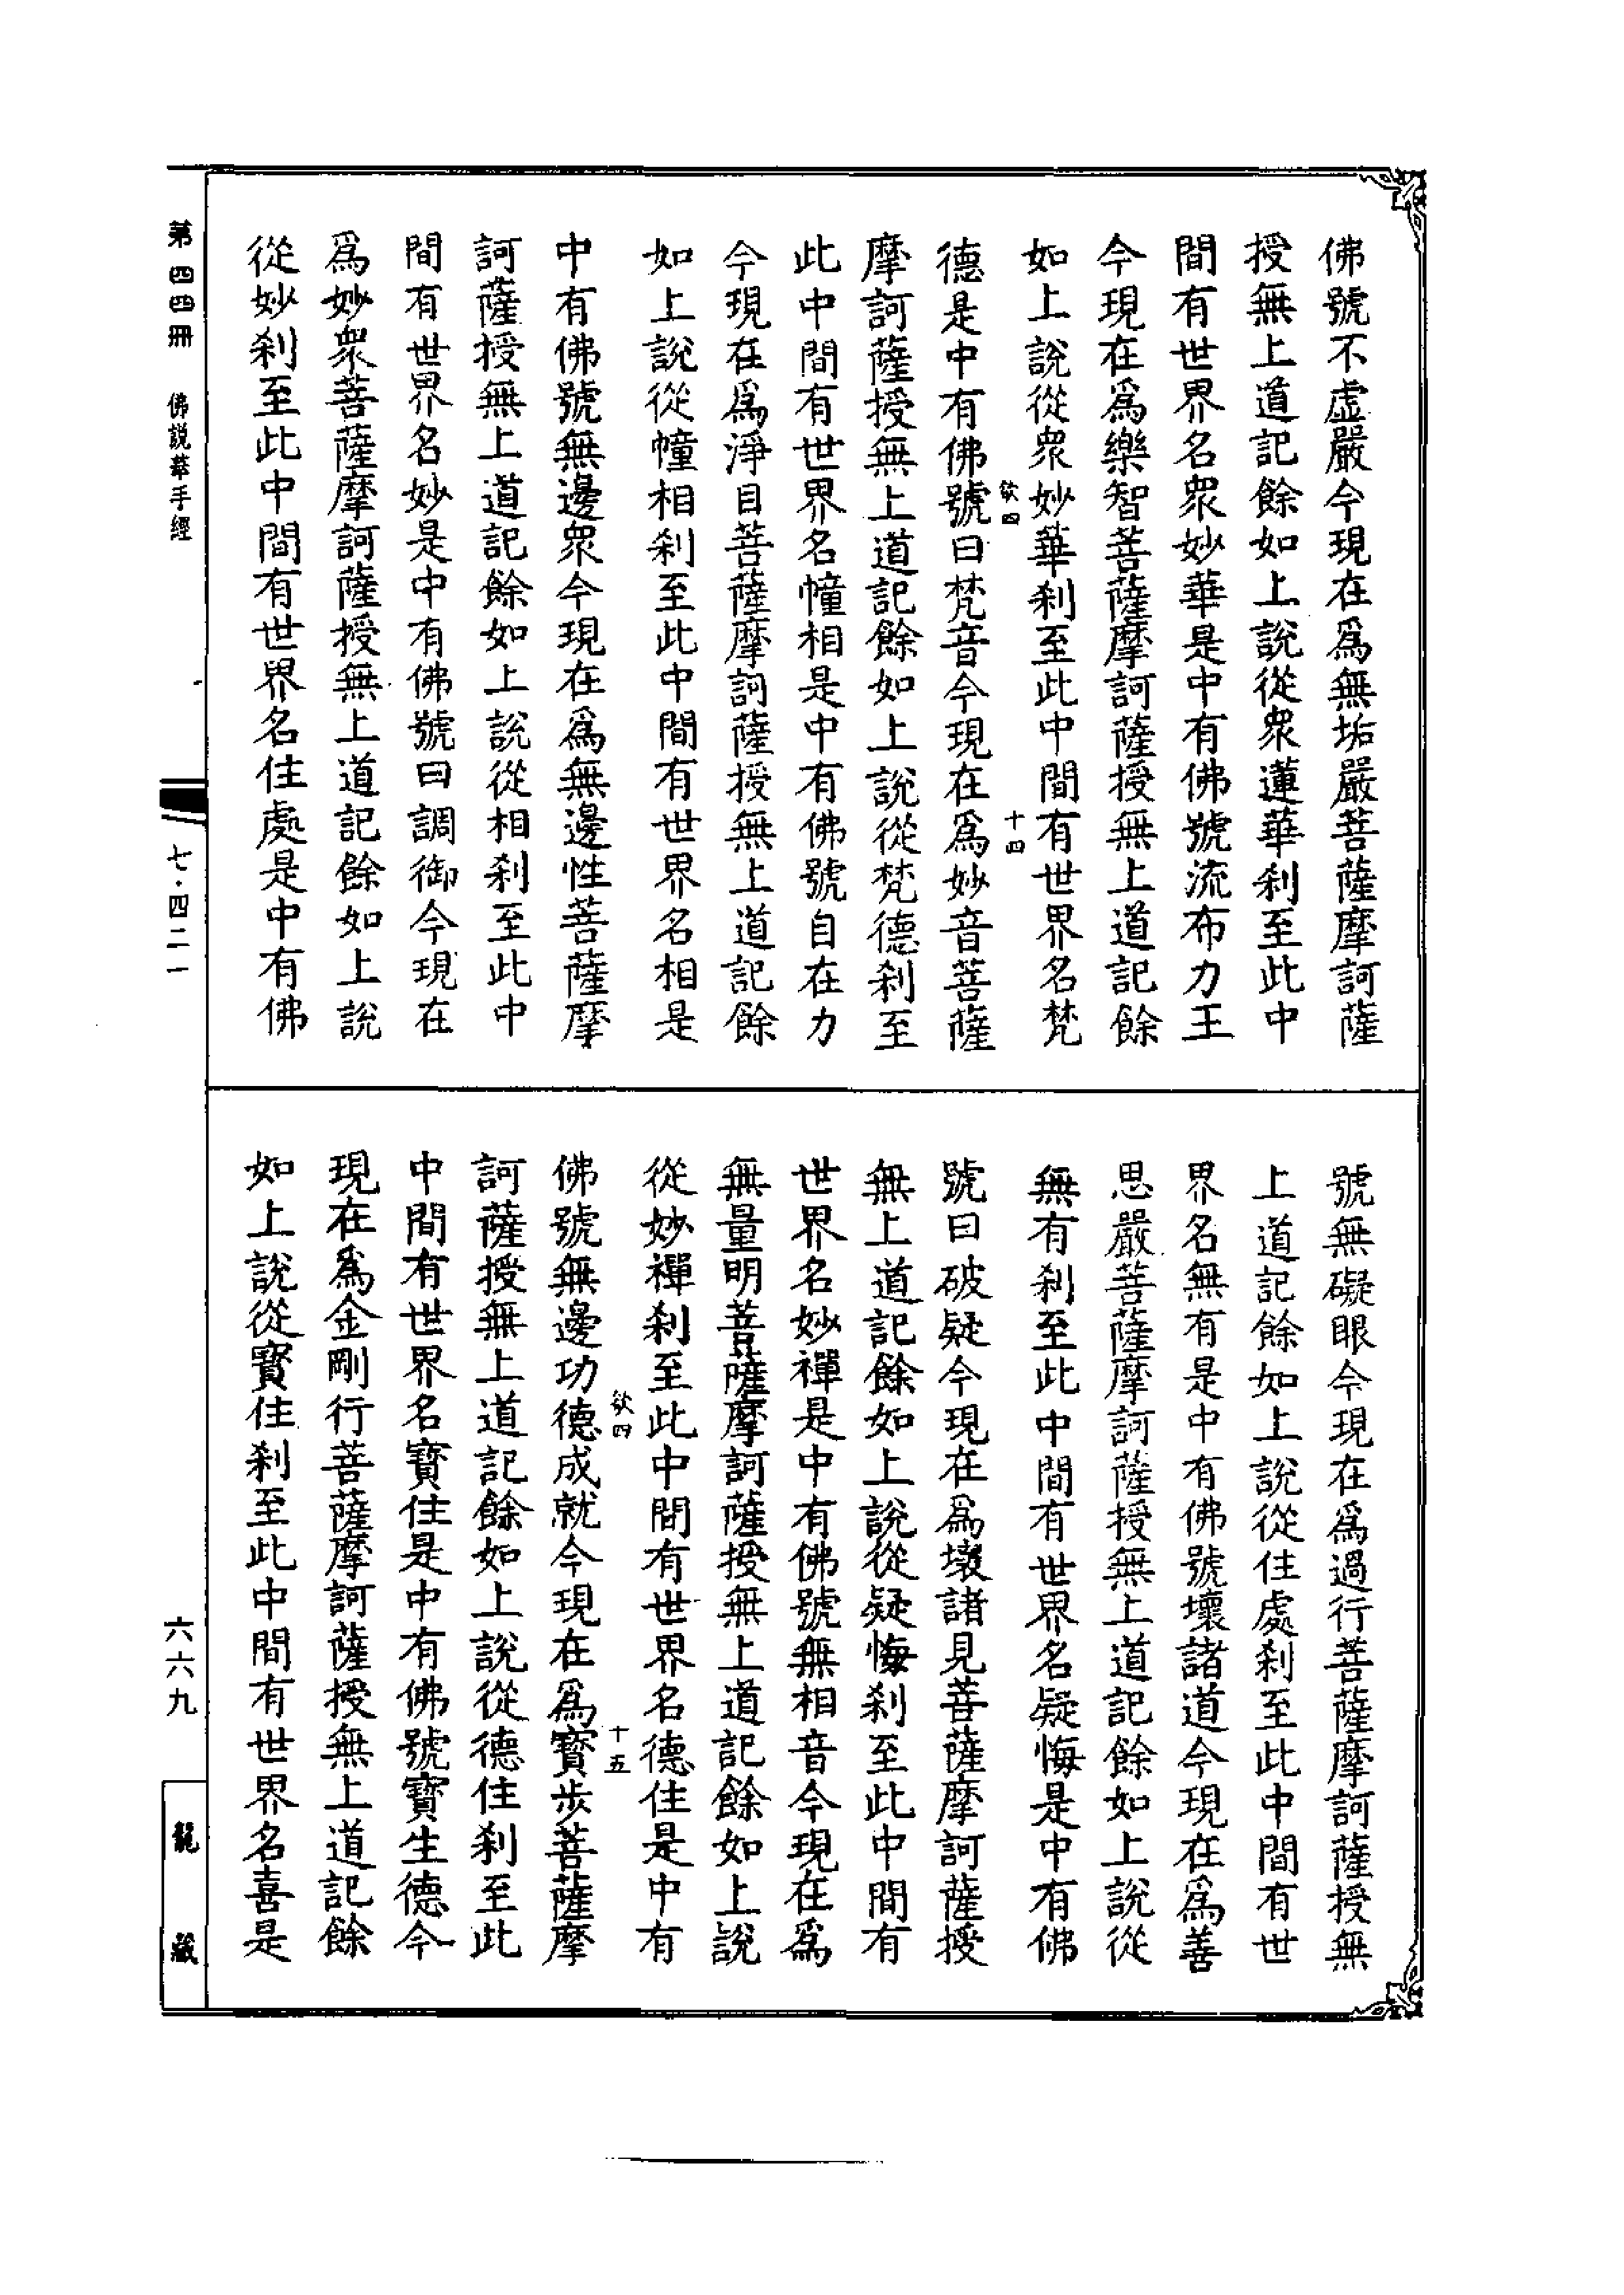 佛號不虛嚴今現在爲無垢嚴菩薩摩訶薩
授無上道記餘如上說從衆蓮華刹至此中
間有世界名衆妙華是中有佛號流布力王
今現在爲樂智菩薩摩訶薩授無上道記餘
如上說從衆妙華刹至此中間有世界名梵
欲四
十四
德是中有佛號曰梵音今現在爲妙音菩薩
摩訶薩授無上道記餘如上說從梵德刹至
此中間有世界名幢相是中有佛號自在力
今現在爲淨目菩薩摩訶薩授無上道記餘
如上說從幢相刹至此中間有世界名相是
中有佛號無邊衆今現在爲無邊性菩薩摩
訶薩授無上道記餘如上說從相刹至此中
間有世界名妙是中有佛號曰調御今現在
爲妙衆菩薩摩訶薩授無上道記餘如上說
從妙刹至此中間有世界名住處是中有佛
號無礙眼今現在爲過行菩薩摩訶薩授無
上道記餘如上說從住處刹至此中間有世
界名無有是中有佛號壞諸道今現在爲善
思嚴菩薩摩訶薩授無上道記餘如上說從
無有刹至此中間有世界名疑悔是中有佛
號曰破疑今現在爲壞諸見菩薩摩訶薩授
無上道記餘如上說從疑悔刹至此中間有
世界名妙禪是中有佛號無相音今現在爲
無量明菩薩摩訶薩授無上道記餘如上說
從妙禪刹至此中間有世界名德住是中有
欲四
十五
佛號無邊功德成就今現在爲寶步菩薩摩
訶薩授無上道記餘如上說從德住刹至此
中間有世界名寶住是中有佛號寶生德今
現在爲金剛行菩薩摩訶薩授無上道記餘
如上說從寶住刹至此中間有世界名喜是
第四四冊 佛說華手經
七·四二一
六六九
龍藏